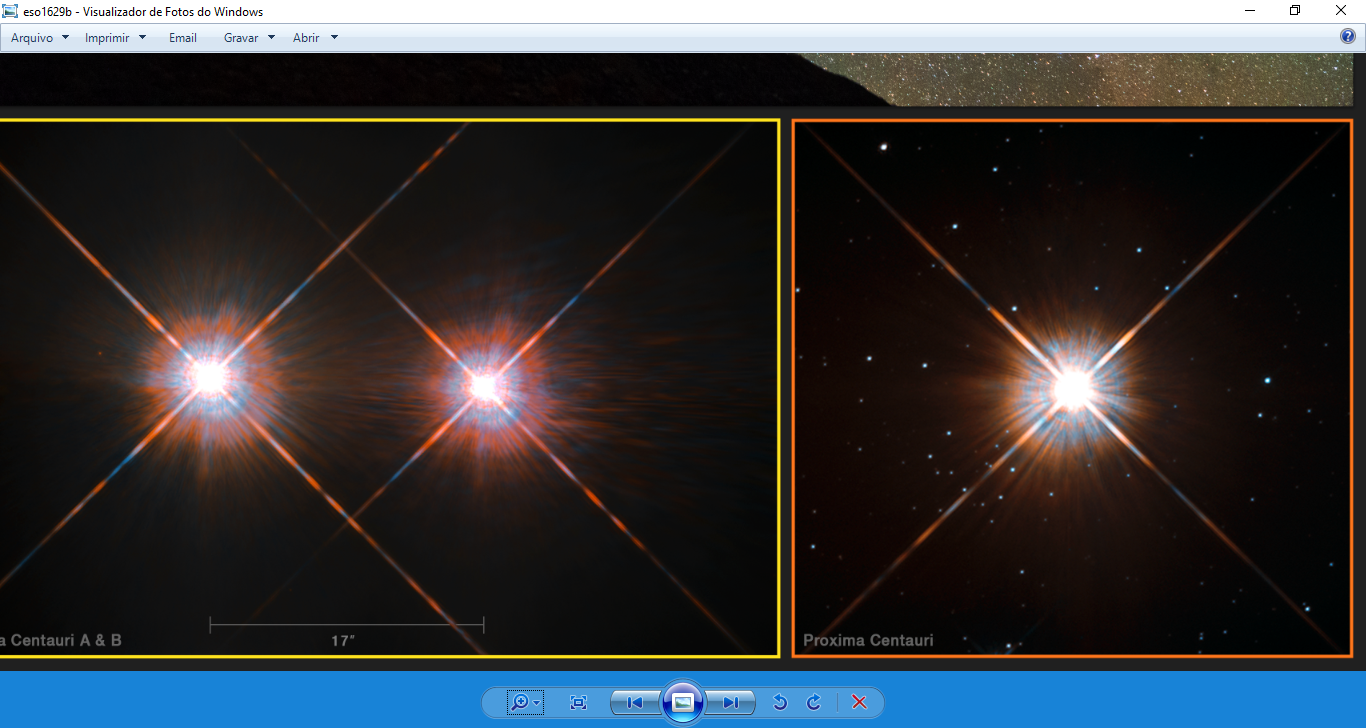 eso1629b - Visualizador de Fotos do Windows
Arquivo Imprimir Email Gravar Abrir
17″
a Centauri A & B
Proxima Centauri